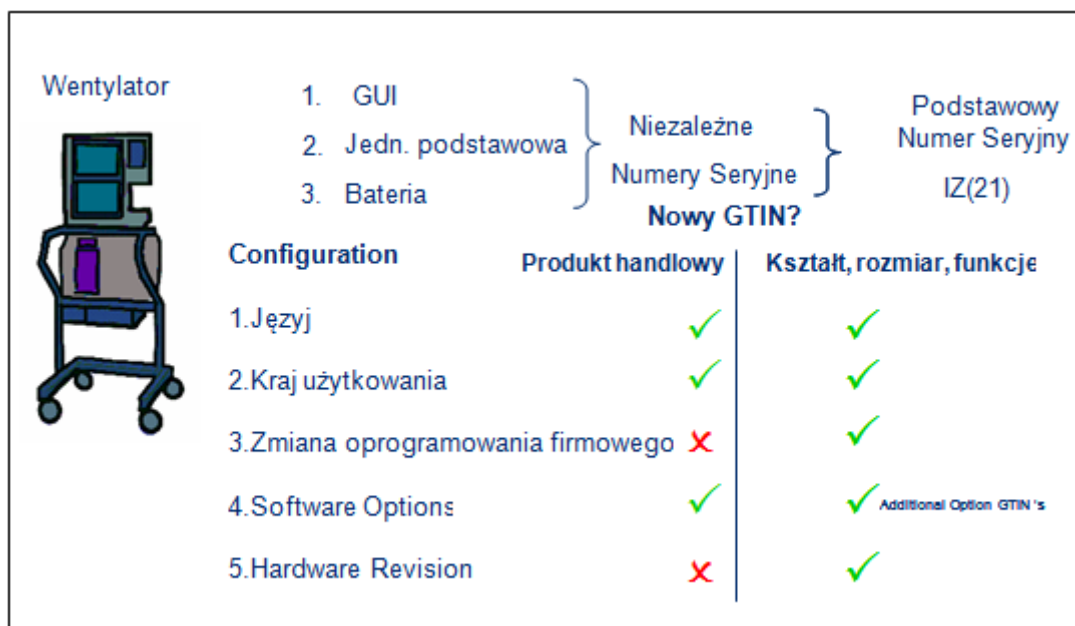 Wentylator
1. GUI
2. Jedn. podstawowa
3. Bateria
Niezależne
Numery Seryjne
Podstawowy
Numer Seryjny
IZ(21)
Nowy GTIN?
Configuration
Produkt handlowy
Kształt, rozmiar, funkcje
1.Języj
2.Kraj użytkowania
3.Zmiana oprogramowania firmowego
4.Software Options
Additional Option GTIN 's
5.Hardware Revision